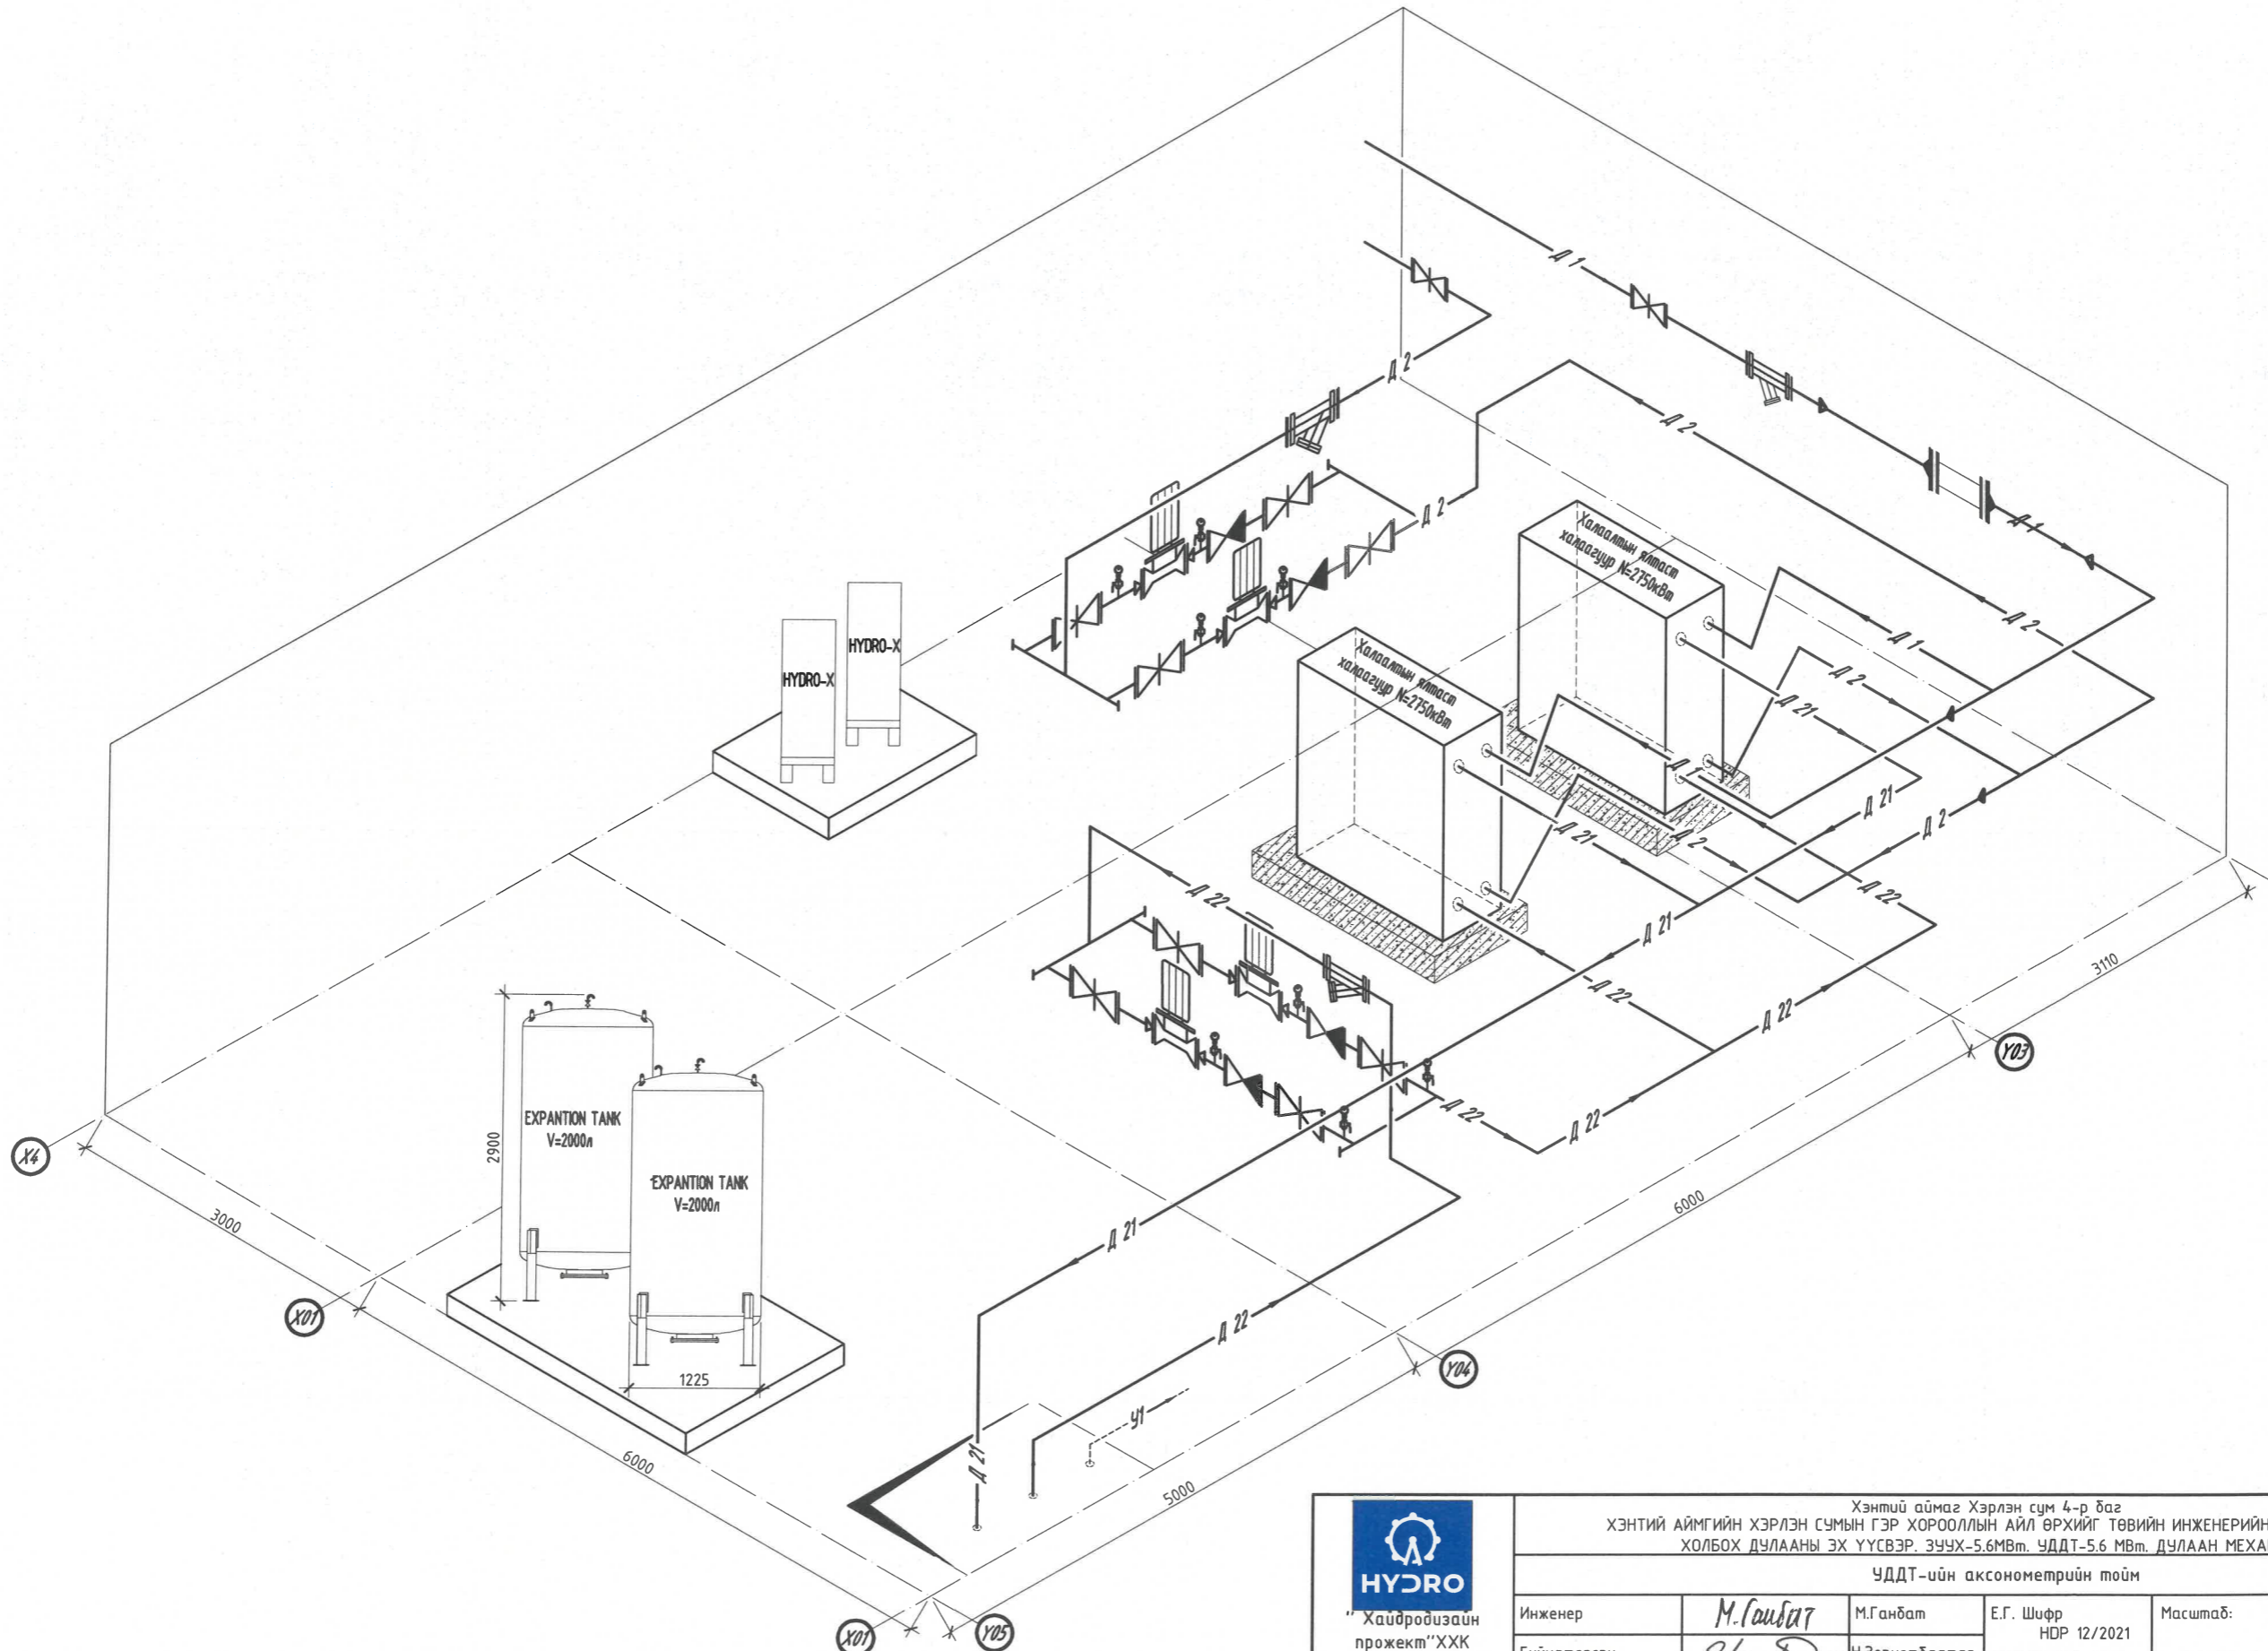 Д 1
Д 2
Д 2
Д 2
Д 1
Халаалтын ялтаст
халаагуур N=2750кВт
Д 2
Д 1
HYDRO-X
HYDRO-X
Халаалтын ялтаст
халаагуур N=2750кВт
Д 2
Д 21
Д 1
Д 21
Д 21
Д 2
Д 2
Д 22
Д 22
Д 21
Д 22
3110
Д 22
Y03
EXPANTION TANK
V=2000л
2900
Д 22
Д 22
X4
EXPANTION TANK
V=2000л
6000
3000
Д 21
X01
Д 22
Y04
1225
У1
6000
Д 21
5000
X01
Y05
HYDRO
" Хайдродизайн
прожект"ХХК
Хэнтий аймаг Хэрлэн сум 4-р баг
ХЭНТИЙ АЙМГИЙН ХЭРЛЭН СУМЫН ГЭР ХОРООЛЛЫН АЙЛ ӨРХИЙГ ТӨВИЙН ИНЖЕНЕРИЙН
ХОЛБОХ ДУЛААНЫ ЭХ ҮҮСВЭР. ЗУУХ-5.6МВт. УДДТ-5.6 МВт. ДУЛААН МЕХА
УДДТ-ийн аксонометрийн тойм
Инженер
М.Ганбат
М.Ганбат
Е.Г. Шифр
HDP 12/2021
Масштаб: